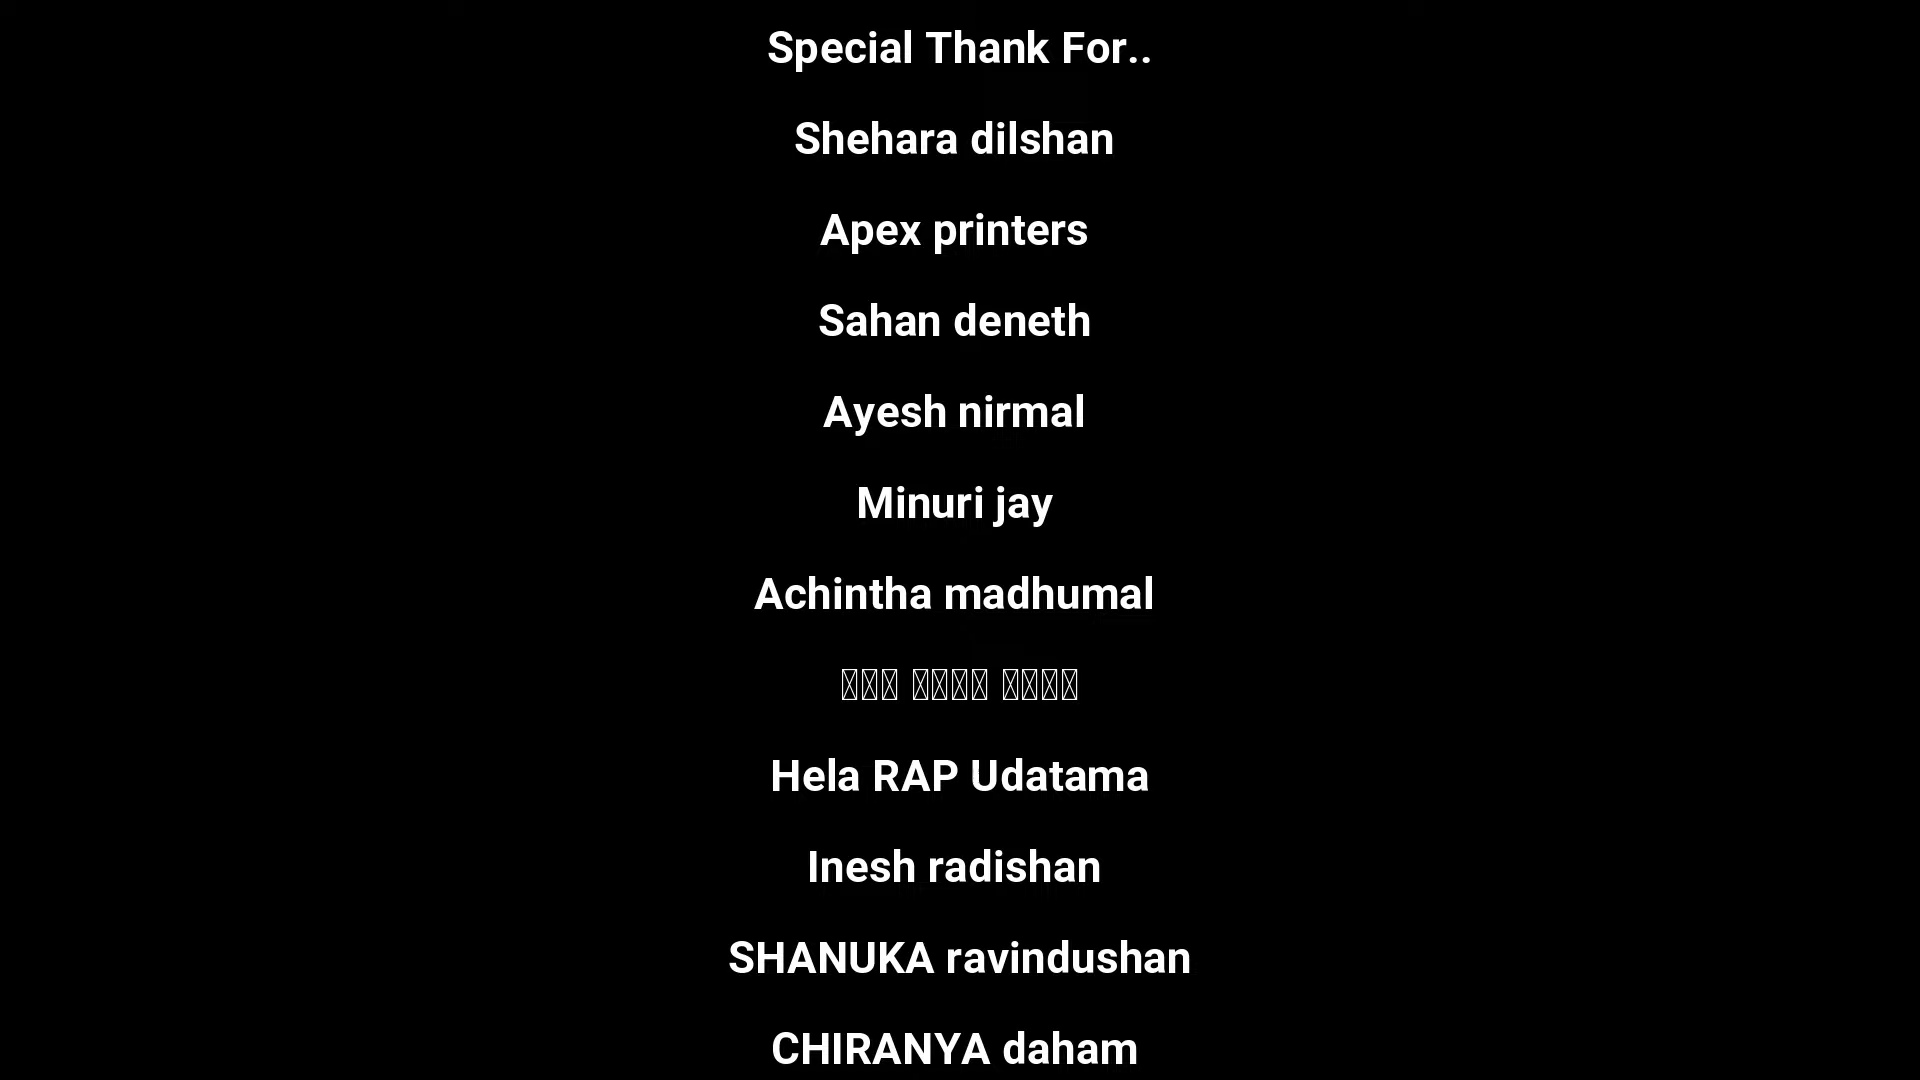 Special Thank For..
Shehara dilshan
Apex printers
Sahan deneth
Ayesh nirmal
Minuri jay
Achintha madhumal
Hela RAP Udatama
Inesh radishan
SHANUKA ravindushan
CHIRANYA daham